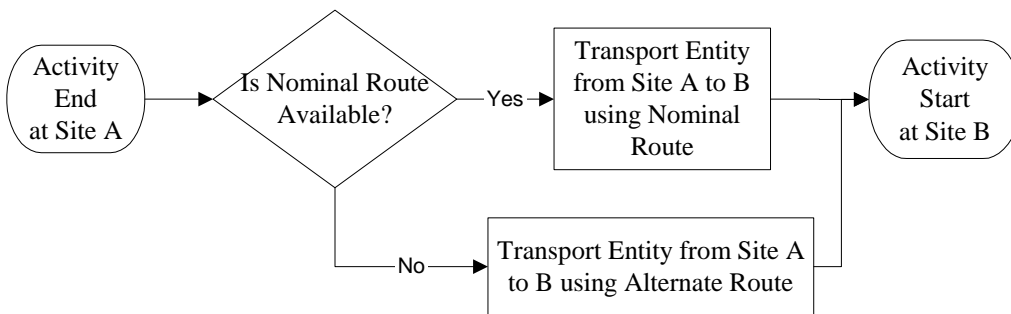 Activity
End
at Site A
Is Nominal Route
Available?
Yes
Transport Entity
from Site A to B
using Nominal
Route
Activity
Start
at Site B
No
Transport Entity from Site A
to B using Alternate Route